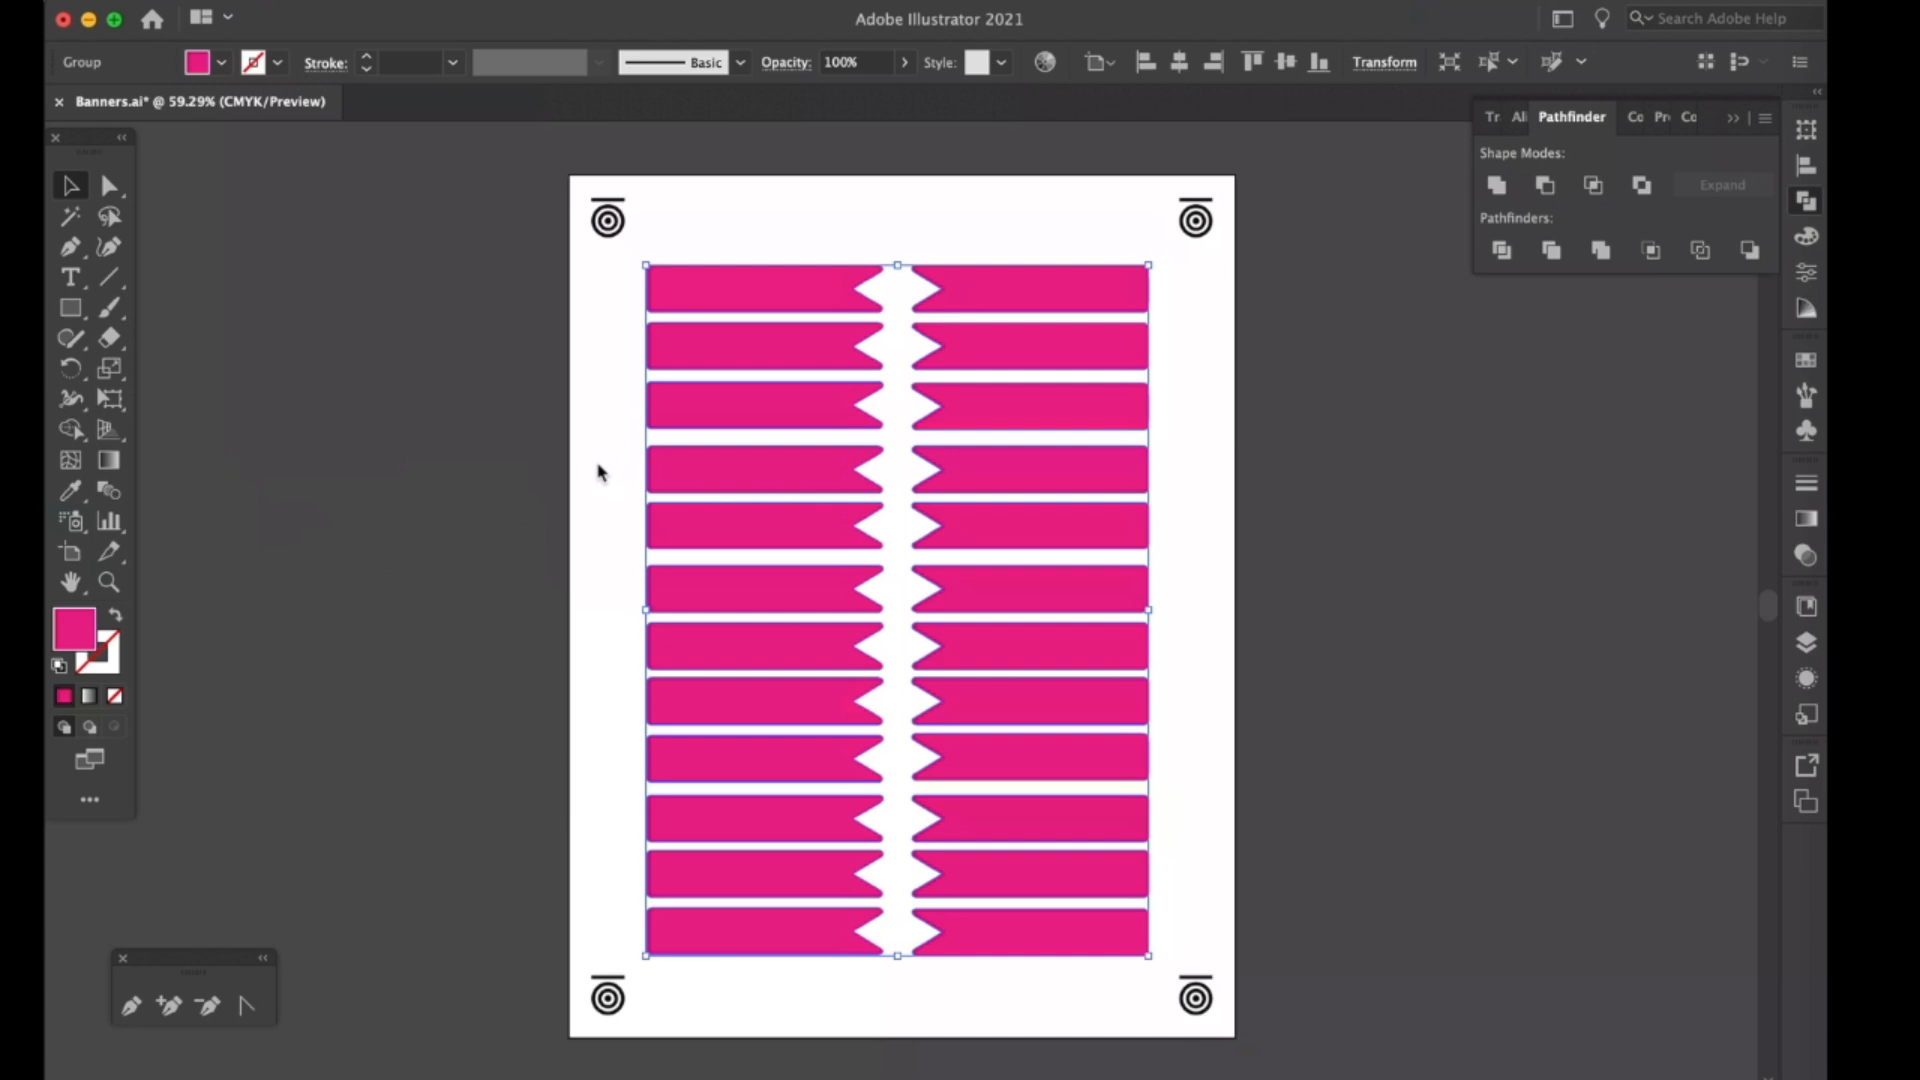 Adobe Illustrator 2021
Search Adobe Help
Group
Stroke:
Basic
Opacity:
100%
Style:
Transform
Banners.ai* @ 59.29% (CMYK/Preview)
Tr
Ali
Pathfinder
Co
Pr
Co
Shape Modes:
Expand
Pathfinders: